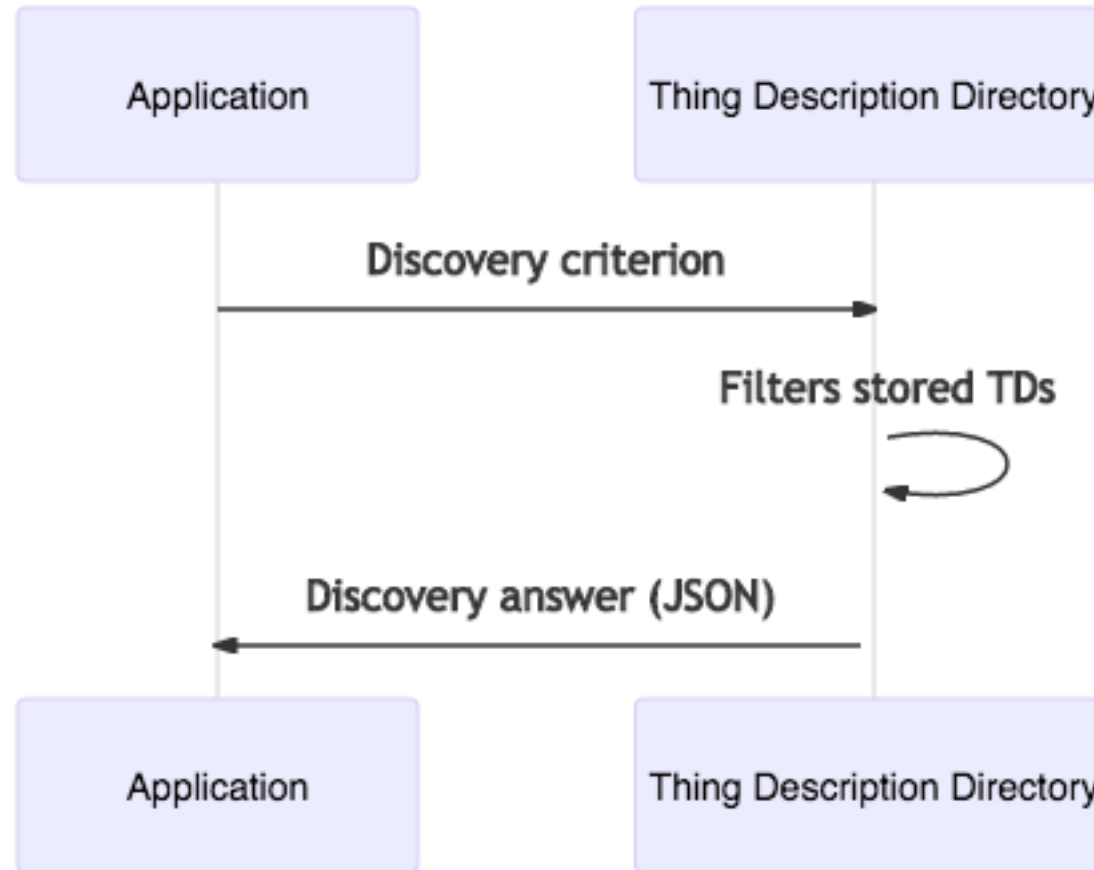 Application
Thing Description Directory
Discovery criterion
Filters stored TDs
Discovery answer (JSON)
Application
Thing Description Directory